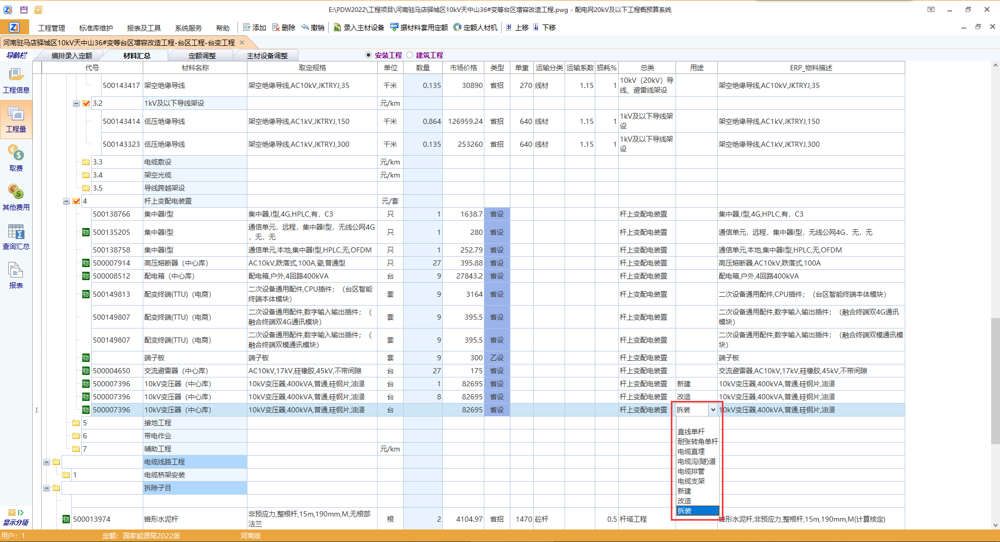 E:\PDW2022\工程项目\河南驻马店驿城区10kV天中山36#变等台区增容改造工程.pwg - 配电网20kV及以下工程概预算系统
工程管理 标准库维护 报表及工具 系统服务 帮助 添加 删除 撤销 录入主材设备 据材料套用定额 定额人材机 上移 下移
河南驻马店驿城区10kV天中山36#变等台区增容改造工程-台区工程-台变工程
导航栏 编排录入定额 材料汇总 定额调整 主材设备调整 安装工程 建筑工程
工程信息
工程量
取费
其他费用
查询汇总
报表
显示分项
代号 材料名称 取定规格 单位 数量 市场价格 类型 单重 运输分类 运输系数 损耗% 总类 用途 ERP_物料描述
500143417 架空绝缘导线 架空绝缘导线,AC10kV,JKTRYJ,35 千米 0.135 30890 省招 270 线材 1.15 1 10kV（20kV）导线、避雷线架设 架空绝缘导线,AC10kV,JKTRYJ,35
3.2 1kV及以下导线架设 元/km
500143414 低压绝缘导线 架空绝缘导线,AC1kV,JKTRYJ,150 千米 0.864 126959.24 省招 640 线材 1.15 1 1kV及以下导线架设 架空绝缘导线,AC1kV,JKTRYJ,150
500143323 低压绝缘导线 架空绝缘导线,AC1kV,JKTRYJ,300 千米 0.135 253260 省招 640 线材 1.15 1 1kV及以下导线架设 架空绝缘导线,AC1kV,JKTRYJ,300
3.3 电缆敷设 元/km
3.4 架空光缆 元/km
3.5 导线跨越架设
4 杆上变配电装置 元/套
500138766 集中器I型 集中器,I型,4G,HPLC,有，C3 只 1 1638.7 省设 杆上变配电装置 集中器,I型,4G,HPLC,有，C3
物 500135205 集中器I型 通信单元，远程，集中器I型，无线公网4G，无，无 只 1 280 省设 杆上变配电装置 通信单元，远程，集中器I型，无线公网4G，无，无
500138758 集中器I型 通信单元,本地,集中器I型,HPLC,无,OFDM 只 1 252.79 省设 杆上变配电装置 通信单元,本地,集中器I型,HPLC,无,OFDM
物 500007914 高压熔断器（中心库） AC10kV,跌落式,100A,瓷,普通型 只 27 395.88 省设 杆上变配电装置 高压熔断器,AC10kV,跌落式,100A
物 500008512 配电箱（中心库） 配电箱,户外,4回路400kVA 台 9 27843.2 省设 杆上变配电装置 配电箱,户外,4回路400kVA
物 500149813 配变终端(TTU)（电商） 二次设备通用配件,CPU插件；（台区智能终端本体模块） 套 9 3164 省设 杆上变配电装置 二次设备通用配件,CPU插件；（台区智能终端本体模块）
500149807 配变终端(TTU)（电商） 二次设备通用配件,数字输入输出插件；（融合终端双4G通讯模块） 套 9 395.5 省设 杆上变配电装置 二次设备通用配件,数字输入输出插件；（融合终端双4G通讯模块）
500149807 配变终端(TTU)（电商） 二次设备通用配件,数字输入输出插件；（融合终端双模通讯模块） 套 9 395.5 省设 杆上变配电装置 二次设备通用配件,数字输入输出插件；（融合终端双模通讯模块）
物 端子板 端子板 套 9 300 乙设 杆上变配电装置 端子板
物 500004650 交流避雷器（中心库） AC10kV,17kV,硅橡胶,45kV,不带间隙 台 27 175 省设 杆上变配电装置 交流避雷器,AC10kV,17kV,硅橡胶,45kV,不带间隙
物 500007396 10kV变压器（中心库） 10kV变压器,400kVA,普通,硅钢片,油浸 台 1 82695 省设 杆上变配电装置 新建 10kV变压器,400kVA,普通,硅钢片,油浸
物 500007396 10kV变压器（中心库） 10kV变压器,400kVA,普通,硅钢片,油浸 台 8 82695 省设 杆上变配电装置 改造 10kV变压器,400kVA,普通,硅钢片,油浸
物 500007396 10kV变压器（中心库） 10kV变压器,400kVA,普通,硅钢片,油浸 台 82695 省设 杆上变配电装置 拆装 10kV变压器,400kVA,普通,硅钢片,油浸
5 接地工程
6 带电作业
7 辅助工程 元/km
电缆线路工程
1 电缆桥架安装
拆除子目
直线单杆
耐张转角单杆
电缆直埋
电缆沟(隧)道
电缆排管
电缆支架
新建
改造
拆装
物 500013974 锥形水泥杆 非预应力,整根杆,15m,190mm,M,无根部法兰 根 2 4104.97 省招 1470 砼杆 0.5 杆塔工程 锥形水泥杆,非预应力,整根杆,15m,190mm,M(计算核定)
用户：1 定额：国家能源局2022版 河南版